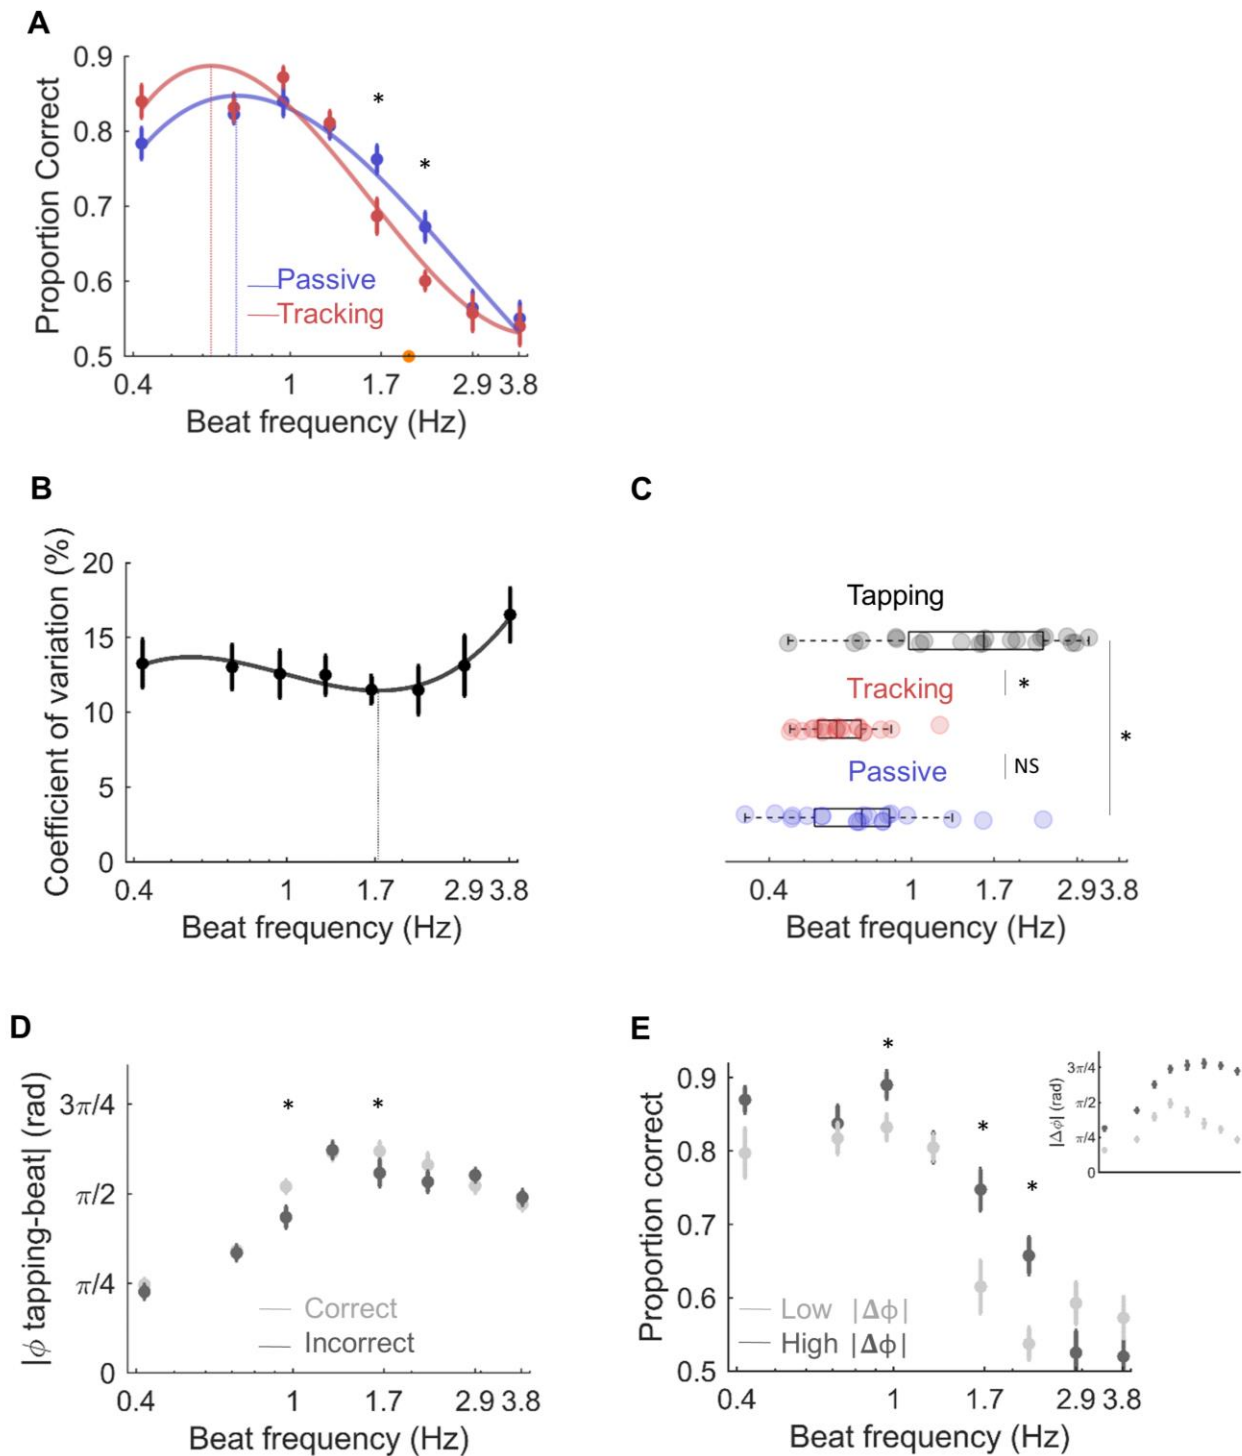 A
0.9
0.8
0.7
0.6
0.5
Proportion Correct
*
*
Passive
Tracking
0.4 1 1.7 2.9 3.8
Beat frequency (Hz)
B
20
15
10
5
0
Coefficient of variation (%)
0.4 1 1.7 2.9 3.8
Beat frequency (Hz)
C
Tapping
Tracking
*
Passive
NS
*
0.4 1 1.7 2.9 3.8
Beat frequency (Hz)
D
3π/4
π/2
π/4
0
|ϕ tapping-beat| (rad)
* *
Correct
Incorrect
0.4 1 1.7 2.9 3.8
Beat frequency (Hz)
E
0.9
0.8
0.7
0.6
0.5
Proportion correct
*
*
*
Low |Δϕ|
High |Δϕ|
0.4 1 1.7 2.9 3.8
Beat frequency (Hz)
3π/4
π/2
π/4
0
|Δϕ| (rad)